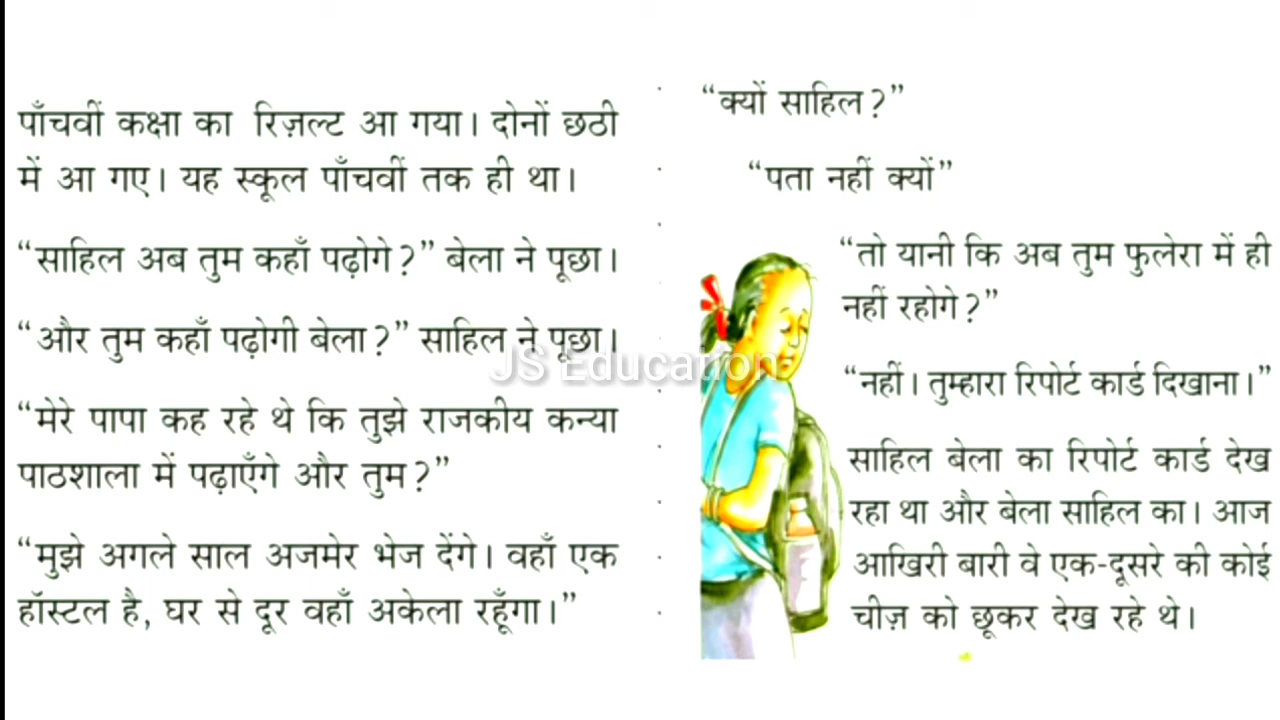 पाँचवीं कक्षा का रिज़ल्ट आ गया। दोनों छठी
में आ गए। यह स्कूल पाँचवीं तक ही था।
“साहिल अब तुम कहाँ पढ़ोगे?” बेला ने पूछा।
“और तुम कहाँ पढ़ोगी बेला?” साहिल ने पूछा।
“मेरे पापा कह रहे थे कि तुझे राजकीय कन्या
पाठशाला में पढ़ाएँगे और तुम?”
“मुझे अगले साल अजमेर भेज देंगे। वहाँ एक
हॉस्टल है, घर से दूर वहाँ अकेला रहूँगा।”
“क्यों साहिल?”
“पता नहीं क्यों”
“तो यानी कि अब तुम फुलेरा में ही
नहीं रहोगे?”
“नहीं। तुम्हारा रिपोर्ट कार्ड दिखाना।”
साहिल बेला का रिपोर्ट कार्ड देख
रहा था और बेला साहिल का। आज
आखिरी बारी वे एक-दूसरे की कोई
चीज़ को छूकर देख रहे थे।
JS Education